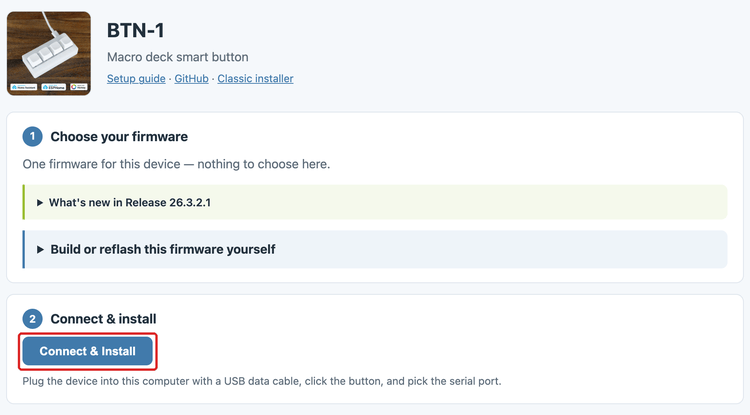 BTN-1
Macro deck smart button
Setup guide · GitHub · Classic installer
1 Choose your firmware
One firmware for this device — nothing to choose here.
▶ What's new in Release 26.3.2.1
▶ Build or reflash this firmware yourself
2 Connect & install
Connect & Install
Plug the device into this computer with a USB data cable, click the button, and pick the serial port.